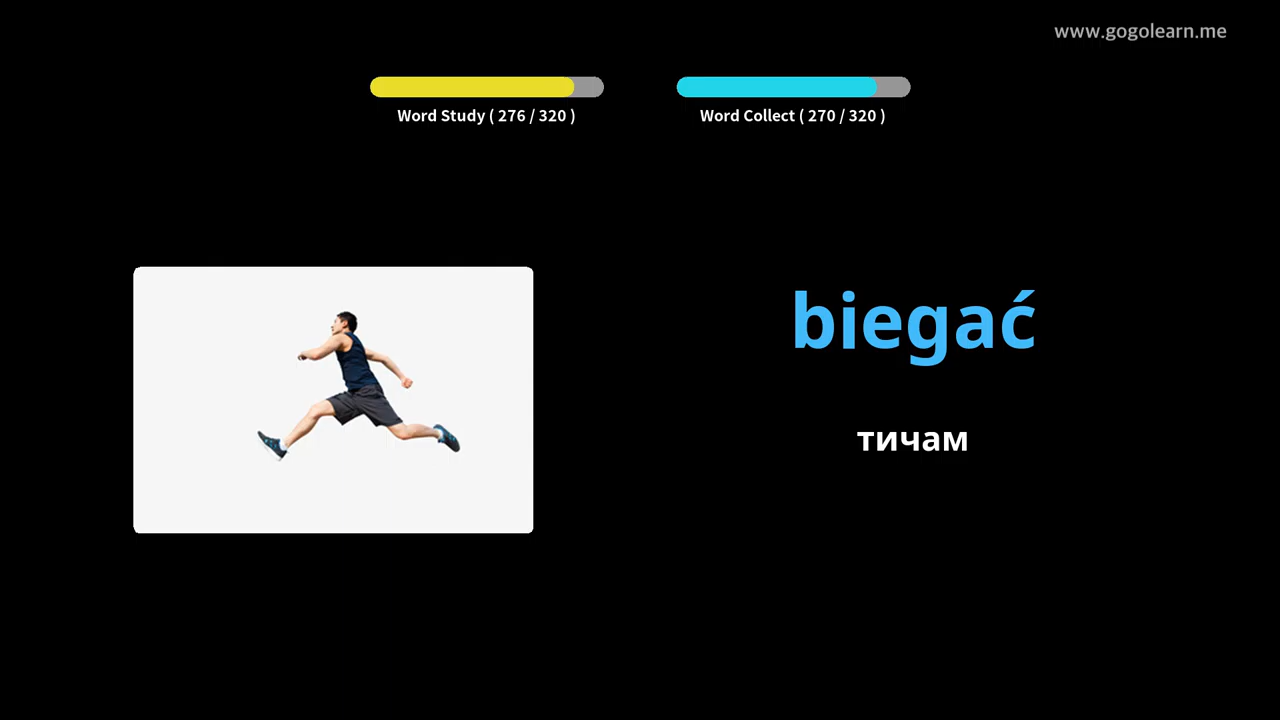 www.gogolearn.me
Word Study ( 276 / 320 )
Word Collect ( 270 / 320 )
biegać
тичам